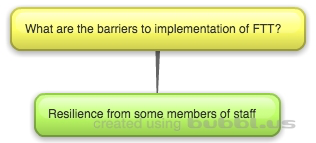 What are the barriers to implementation of FTT?
Resilience from some members of staff
created using bubbl.us